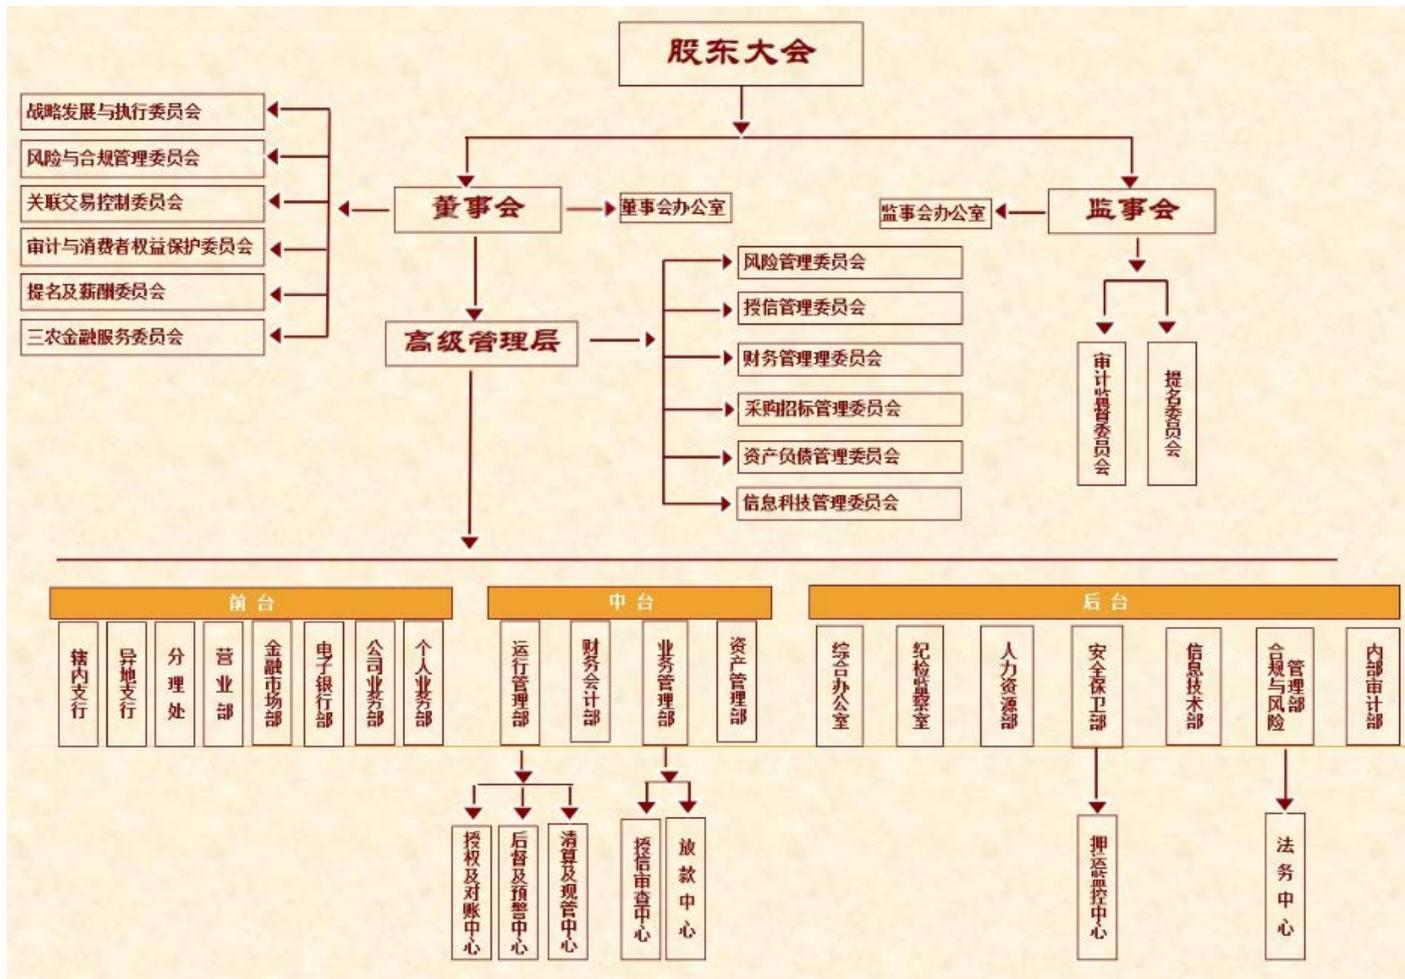 股东大会
战略发展与执行委员会
风险与合规管理委员会
关联交易控制委员会
审计与消费者权益保护委员会
提名及薪酬委员会
三农金融服务委员会
董事会
董事会办公室
监事会办公室
监事会
高级管理层
风险管理委员会
授信管理委员会
财务管理理委员会
采购招标管理委员会
资产负债管理委员会
信息科技管理委员会
审计监督委员会
提名委员会
前台
中台
后台
辖内支行
异地支行
分理处
营业部
金融市场部
电子银行部
公司业务部
个人业务部
运行管理部
财务会计部
业务管理部
资产管理部
综合办公室
纪检监察室
人力资源部
安全保卫部
信息技术部
合规与风险
管理部
内部审计部
授权及对账中心
后督及预警中心
清算及现管中心
授信审查中心
放款中心
押运监控中心
法务中心